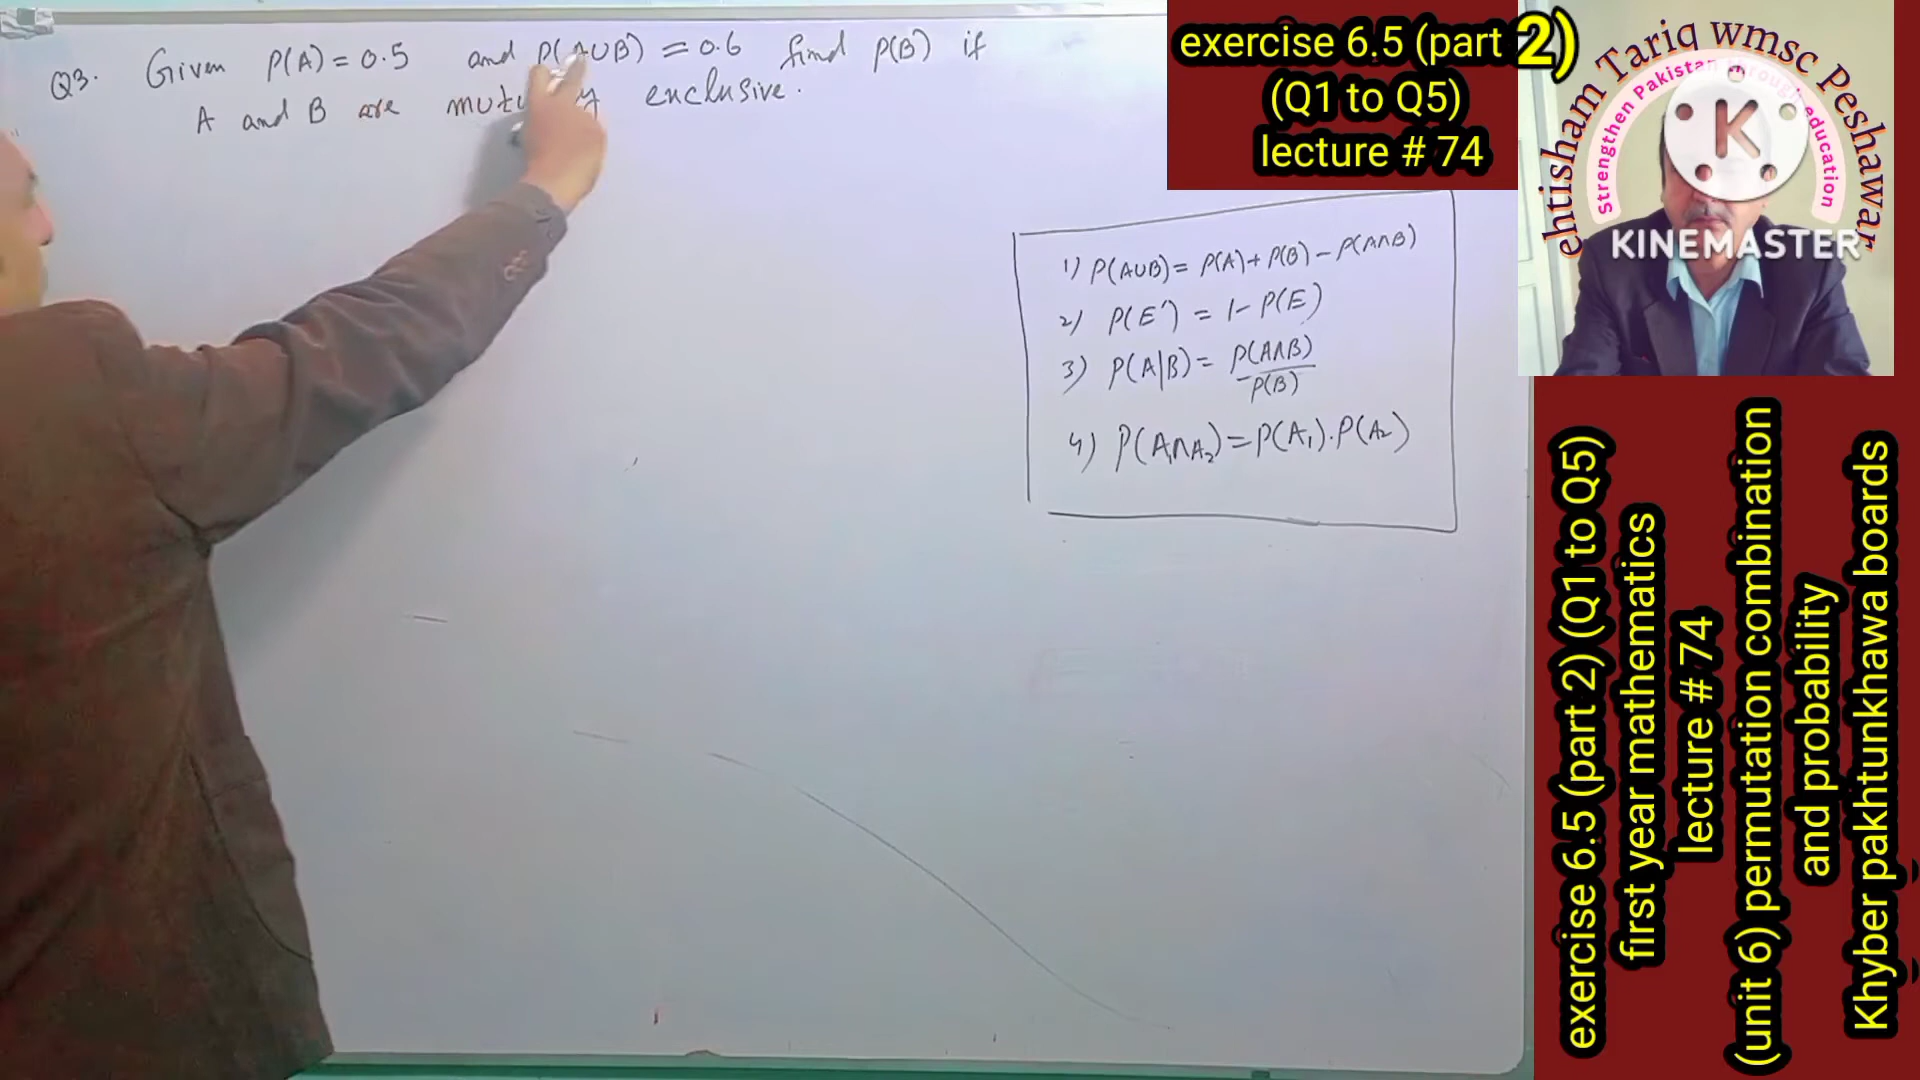 Q3. Given P(A) = 0.5 and P(A∪B) = 0.6 find P(B) if
A and B are exclusive.
1) P(A∪B) = P(A) + P(B) - P(A∩B)
2) P(E') = 1 - P(E)
3) P(A|B) = P(A∩B)/P(B)
4) P(A₁∩A₂) = P(A₁).P(A₂)
exercise 6.5 (part 2)
(Q1 to Q5)
lecture # 74
ehtisham Tariq wmsc Peshawar
Strengthen Pakistan through education
K
KINEMASTER
exercise 6.5 (part 2) (Q1 to Q5)
first year mathematics
lecture # 74
(unit 6) permutation combination
and probability
Khyber pakhtunkhawa boards